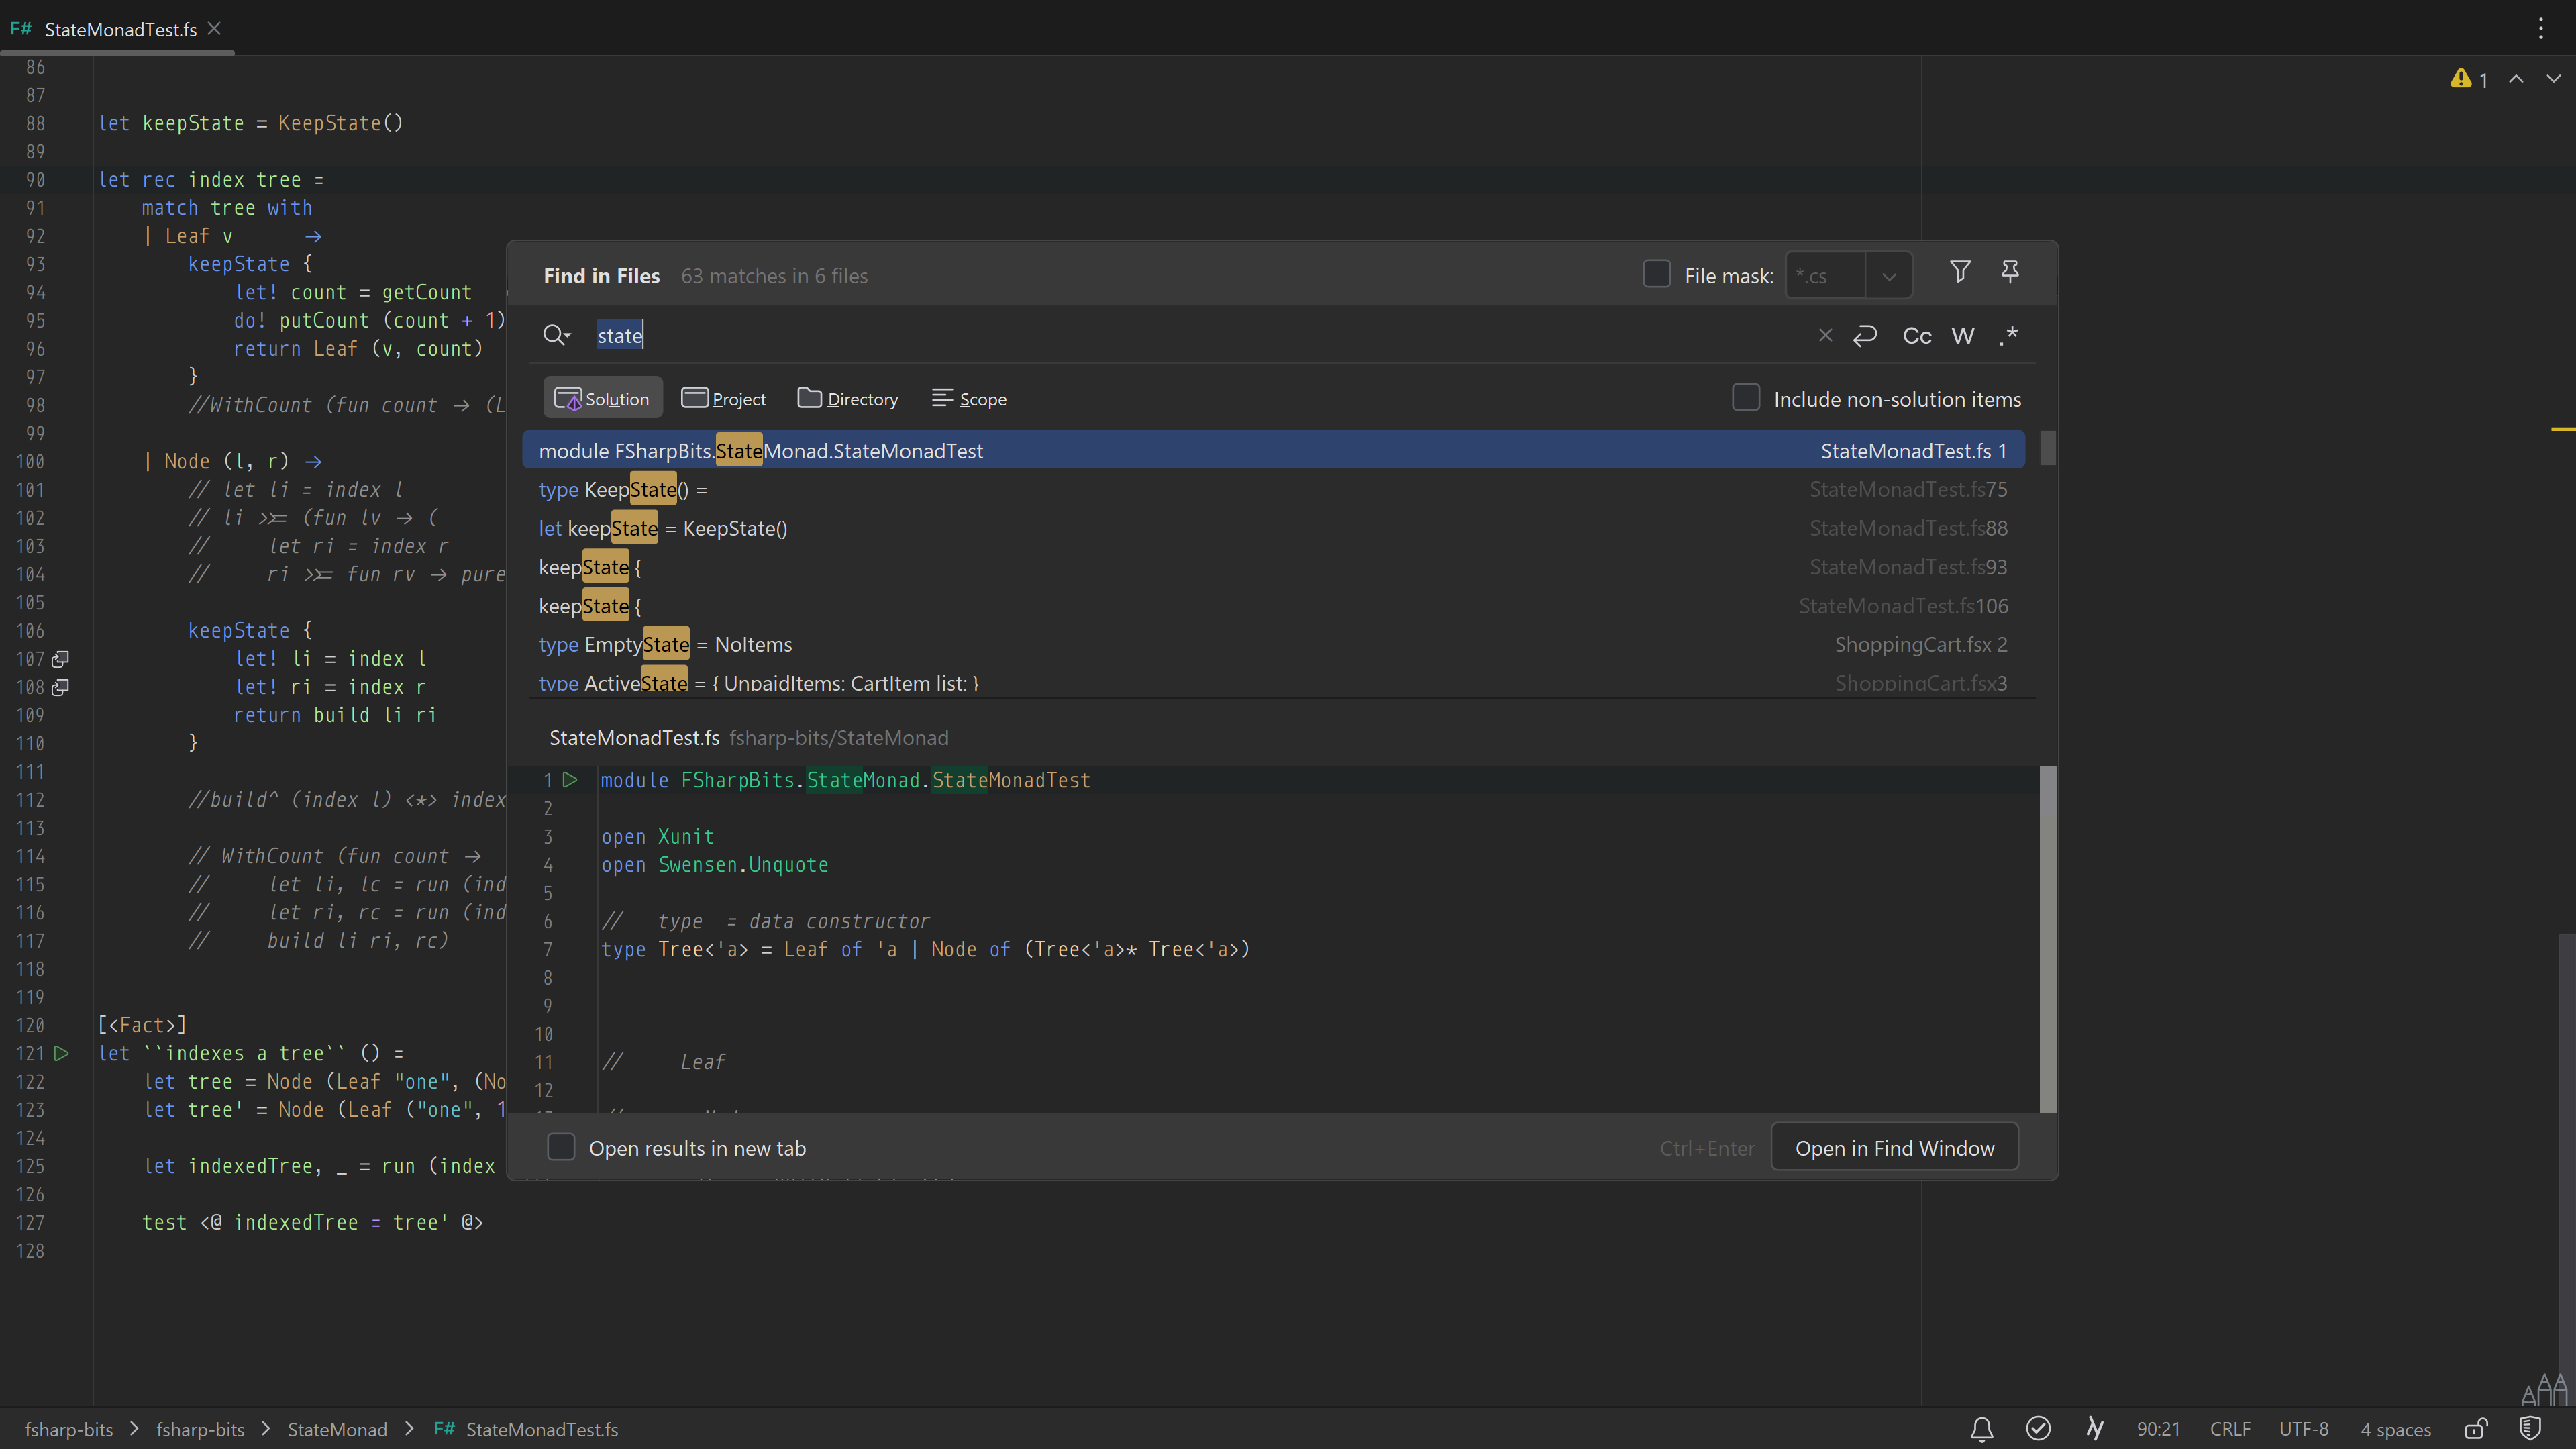 F# StateMonadTest.fs
1
86
87
88 let keepState = KeepState()
89
90 let rec index tree =
91 match tree with
92 | Leaf v →
93 keepState {
94 let! count = getCount
95 do! putCount (count + 1)
96 return Leaf (v, count)
97 }
98 //WithCount (fun count → (L
99
100 | Node (l, r) →
101 // let li = index l
102 // li >>= (fun lv → (
103 // let ri = index r
104 // ri >>= fun rv → pure
105
106 keepState {
107 let! li = index l
108 let! ri = index r
109 return build li ri
110 }
111
112 //build^ (index l) <*> index
113
114 // WithCount (fun count →
115 // let li, lc = run (ind
116 // let ri, rc = run (ind
117 // build li ri, rc)
118
119
120 [<Fact>]
121 let ``indexes a tree`` () =
122 let tree = Node (Leaf "one", (No
123 let tree' = Node (Leaf ("one", 1
124
125 let indexedTree, _ = run (index
126
127 test <@ indexedTree = tree' @>
128
Find in Files 63 matches in 6 files File mask: *.cs
state Cc W .*
Solution Project Directory Scope Include non-solution items
module FSharpBits.StateMonad.StateMonadTest StateMonadTest.fs 1
type KeepState() = StateMonadTest.fs 75
let keepState = KeepState() StateMonadTest.fs 88
keepState { StateMonadTest.fs 93
keepState { StateMonadTest.fs 106
type EmptyState = NoItems ShoppingCart.fsx 2
type ActiveState = { UnpaidItems: CartItem list; } ShoppingCart.fsx 3
StateMonadTest.fs fsharp-bits/StateMonad
1 module FSharpBits.StateMonad.StateMonadTest
2
3 open Xunit
4 open Swensen.Unquote
5
6 // type = data constructor
7 type Tree<'a> = Leaf of 'a | Node of (Tree<'a>* Tree<'a>)
8
9
10
11 // Leaf
12
Open results in new tab Ctrl+Enter Open in Find Window
fsharp-bits > fsharp-bits > StateMonad > F# StateMonadTest.fs 90:21 CRLF UTF-8 4 spaces